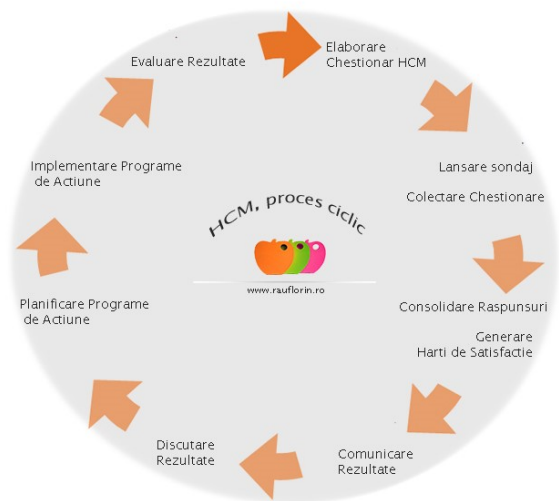 Elaborare
Chestionar HCM
Lansare sondaj
Colectare Chestionare
Consolidare Raspunsuri
Generare
Harti de Satisfactie
Comunicare
Rezultate
Discutare
Rezultate
Planificare Programe
de Actiune
Implementare Programe
de Actiune
Evaluare Rezultate
HCM, proces ciclic
www.rauflorin.ro